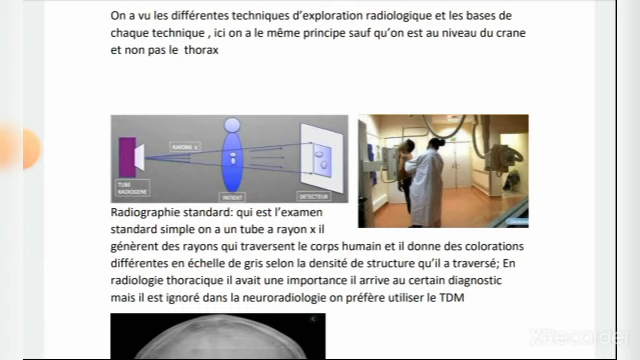 On a vu les différentes techniques d'exploration radiologique et les bases de
chaque technique , ici on a le même principe sauf qu'on est au niveau du crane
et non pas le thorax
RAYONS X
TUBE
RADIOGENE
PATIENT
DETECTEUR
Radiographie standard: qui est l'examen
standard simple on a un tube a rayon x il
génèrent des rayons qui traversent le corps humain et il donne des colorations
différentes en échelle de gris selon la densité de structure qu'il a traversé; En
radiologie thoracique il avait une importance il arrive au certain diagnostic
mais il est ignoré dans la neuroradiologie on préfère utiliser le TDM
XRecorder